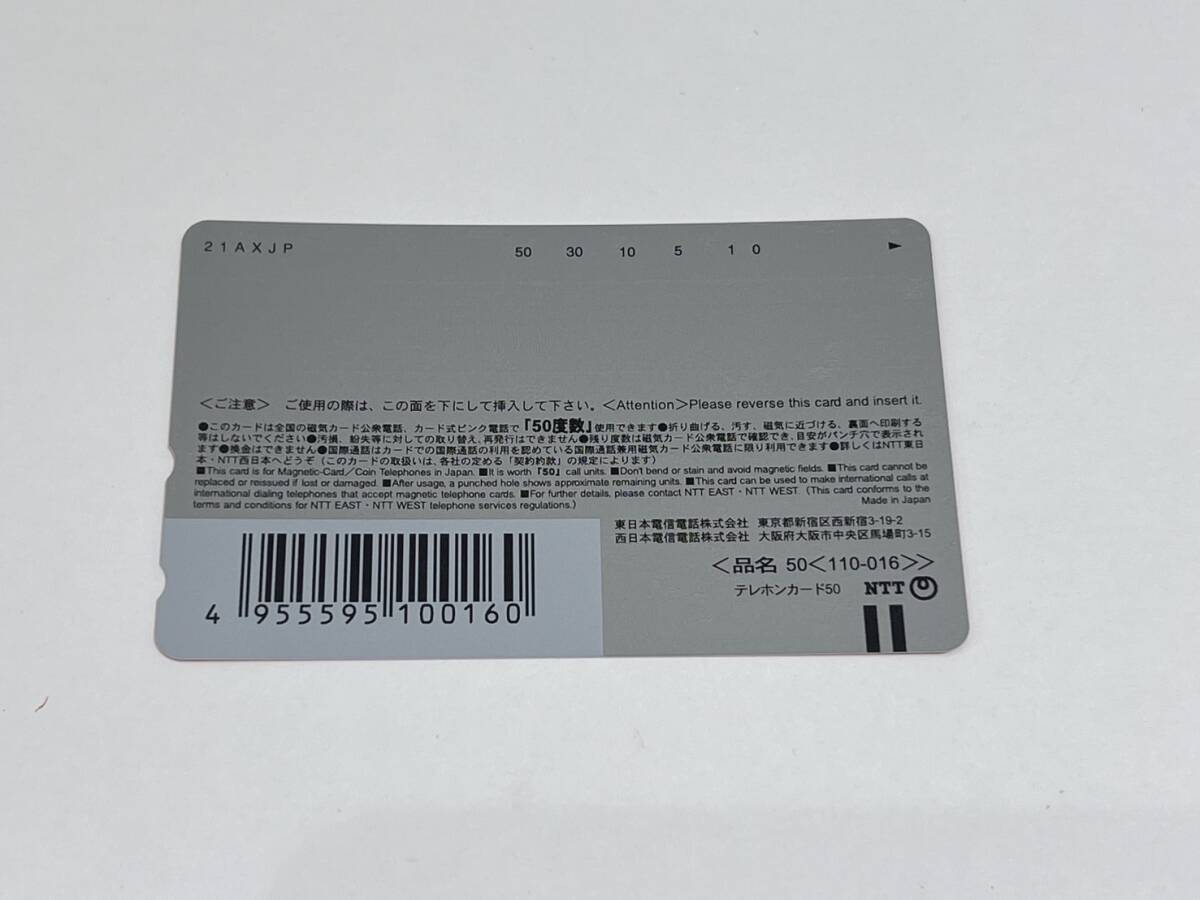 21AXJP
50 30 10 5 1 0
＜ご注意＞ ご使用の際は、この面を下にして挿入して下さい。＜Attention＞Please reverse this card and insert it.
●このカードは全国の磁気カード公衆電話、カード式ピンク電話で「50度数」使用できます●折り曲げる、汚す、磁気に近づける、裏面へ印刷する
等はしないでください●汚損、紛失等に対しての取り替え、再発行はできません●残り度数は磁気カード公衆電話で確認でき、目安がパンチ穴で表示され
ます●換金はできません●国際通話はカードでの国際通話の利用を認めている国際通話兼用磁気カード公衆電話に限り利用できます●詳しくはNTT東日
本・NTT西日本へどうぞ（このカードの取扱いは、各社の定める「契約約款」の規定によります）
■This card is for Magnetic-Card／Coin Telephones in Japan. ■It is worth「50」call units. ■Don't bend or stain and avoid magnetic fields. ■This card cannot be
replaced or reissued if lost or damaged. ■After usage, a punched hole shows approximate remaining units. ■This card can be used to make international calls at
international dialing telephones that accept magnetic telephone cards. ■For further details, please contact NTT EAST・NTT WEST. (This card conforms to the
terms and conditions for NTT EAST・NTT WEST telephone services regulations.)
Made in Japan
東日本電信電話株式会社 東京都新宿区西新宿3-19-2
西日本電信電話株式会社 大阪府大阪市中央区馬場町3-15
＜品名 50＜110-016＞＞
テレホンカード50 NTT
4 955595 100160